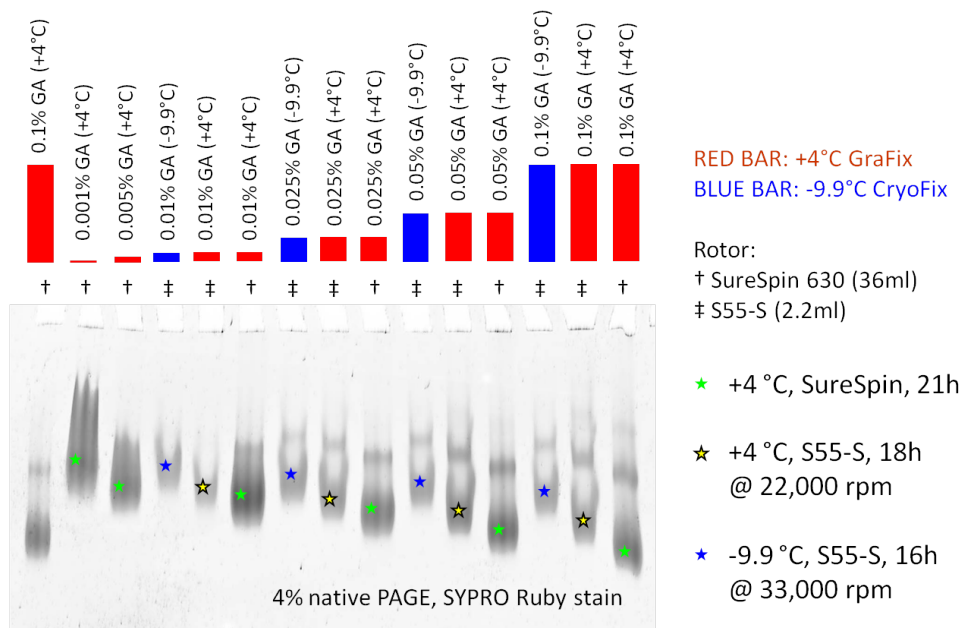 0.1% GA (+4°C)
0.001% GA (+4°C)
0.005% GA (+4°C)
0.01% GA (-9.9°C)
0.01% GA (+4°C)
0.01% GA (+4°C)
0.025% GA (-9.9°C)
0.025% GA (+4°C)
0.025% GA (+4°C)
0.05% GA (-9.9°C)
0.05% GA (+4°C)
0.05% GA (+4°C)
0.1% GA (-9.9°C)
0.1% GA (+4°C)
0.1% GA (+4°C)
† † † ‡ ‡ † ‡ ‡ † ‡ ‡ † ‡ ‡ †
4% native PAGE, SYPRO Ruby stain
RED BAR: +4°C GraFix
BLUE BAR: -9.9°C CryoFix
Rotor:
† SureSpin 630 (36ml)
‡ S55-S (2.2ml)
+4 °C, SureSpin, 21h
+4 °C, S55-S, 18h
@ 22,000 rpm
-9.9 °C, S55-S, 16h
@ 33,000 rpm